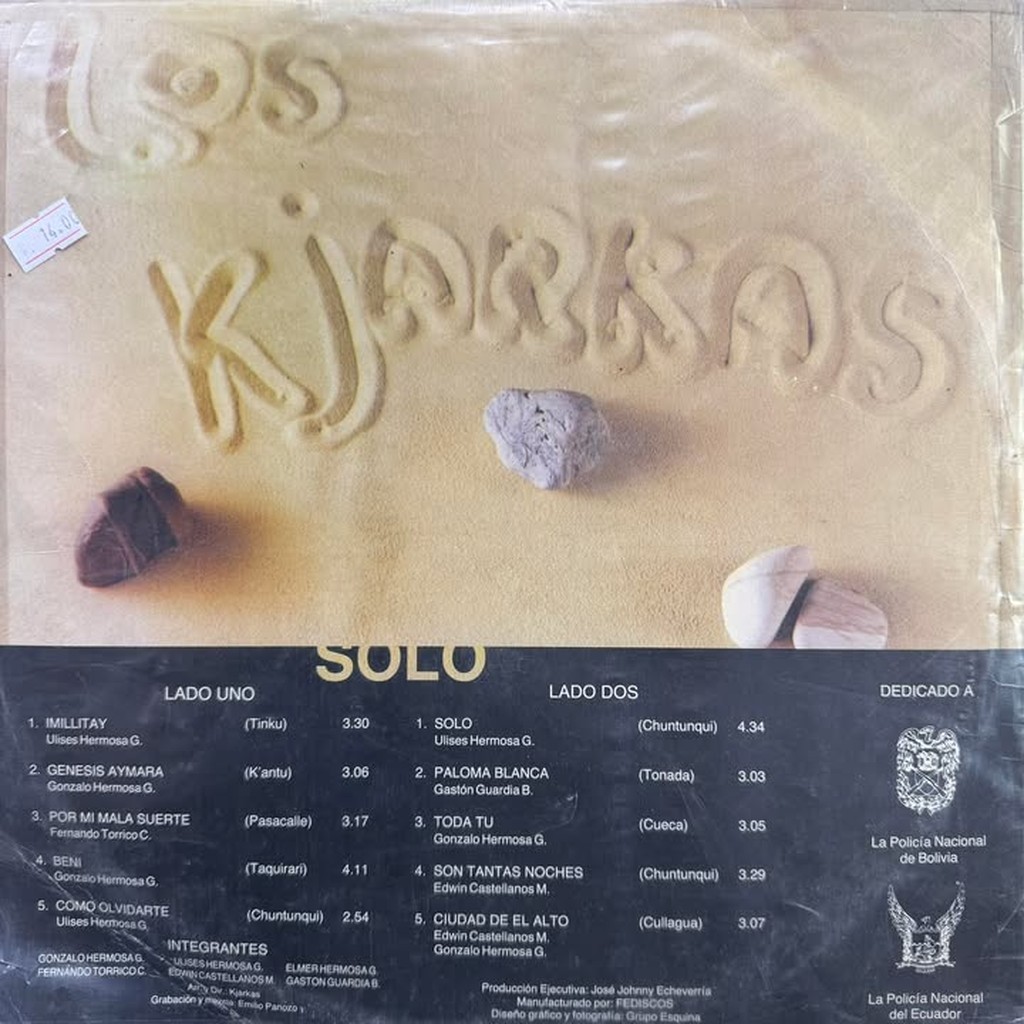 Los
Kjarkas
14.00
SOLO
LADO UNO
1. IMILLITAY (Tinku) 3.30
Ulises Hermosa G.
2. GENESIS AYMARA (K'antu) 3.06
Gonzalo Hermosa G.
3. POR MI MALA SUERTE (Pasacalle) 3.17
Fernando Torrico C.
4. BENI (Taquirari) 4.11
Gonzalo Hermosa G.
5. COMO OLVIDARTE (Chuntunqui) 2.54
Ulises Hermosa G.
INTEGRANTES
GONZALO HERMOSA G. ULISES HERMOSA G. ELMER HERMOSA G.
FERNANDO TORRICO C. EDWIN CASTELLANOS M. GASTON GUARDIA B.
Arr. y Dir.: Kjarkas
Grabación y mezcla: Emilio Panozo
LADO DOS
1. SOLO (Chuntunqui) 4.34
Ulises Hermosa G.
2. PALOMA BLANCA (Tonada) 3.03
Gastón Guardia B.
3. TODA TU (Cueca) 3.05
Gonzalo Hermosa G.
4. SON TANTAS NOCHES (Chuntunqui) 3.29
Edwin Castellanos M.
5. CIUDAD DE EL ALTO (Cullagua) 3.07
Edwin Castellanos M.
Gonzalo Hermosa G.
Producción Ejecutiva: José Johnny Echeverría
Manufacturado por: FEDISCOS
Diseño gráfico y fotografía: Grupo Esquina
DEDICADO A
La Policía Nacional
de Bolivia
La Policía Nacional
del Ecuador